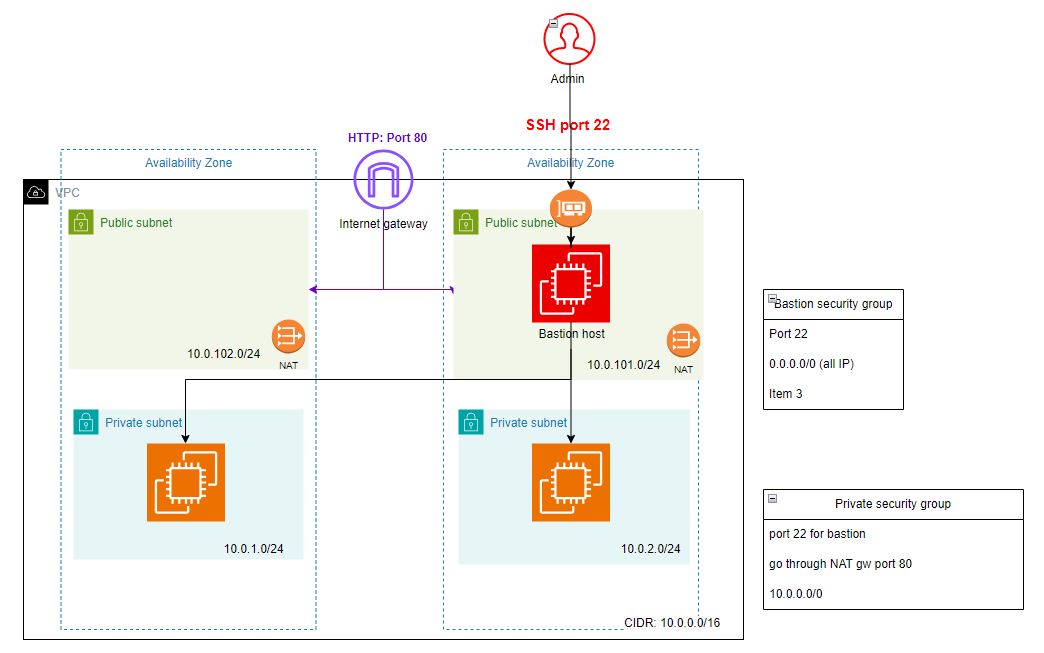 Admin
SSH port 22
HTTP: Port 80
Availability Zone
Availability Zone
VPC
Internet gateway
Public subnet
Public subnet
Bastion host
10.0.102.0/24
NAT
10.0.101.0/24
NAT
Private subnet
Private subnet
10.0.1.0/24
10.0.2.0/24
CIDR: 10.0.0.0/16
Bastion security group
Port 22
0.0.0.0/0 (all IP)
Item 3
Private security group
port 22 for bastion
go through NAT gw port 80
10.0.0.0/0